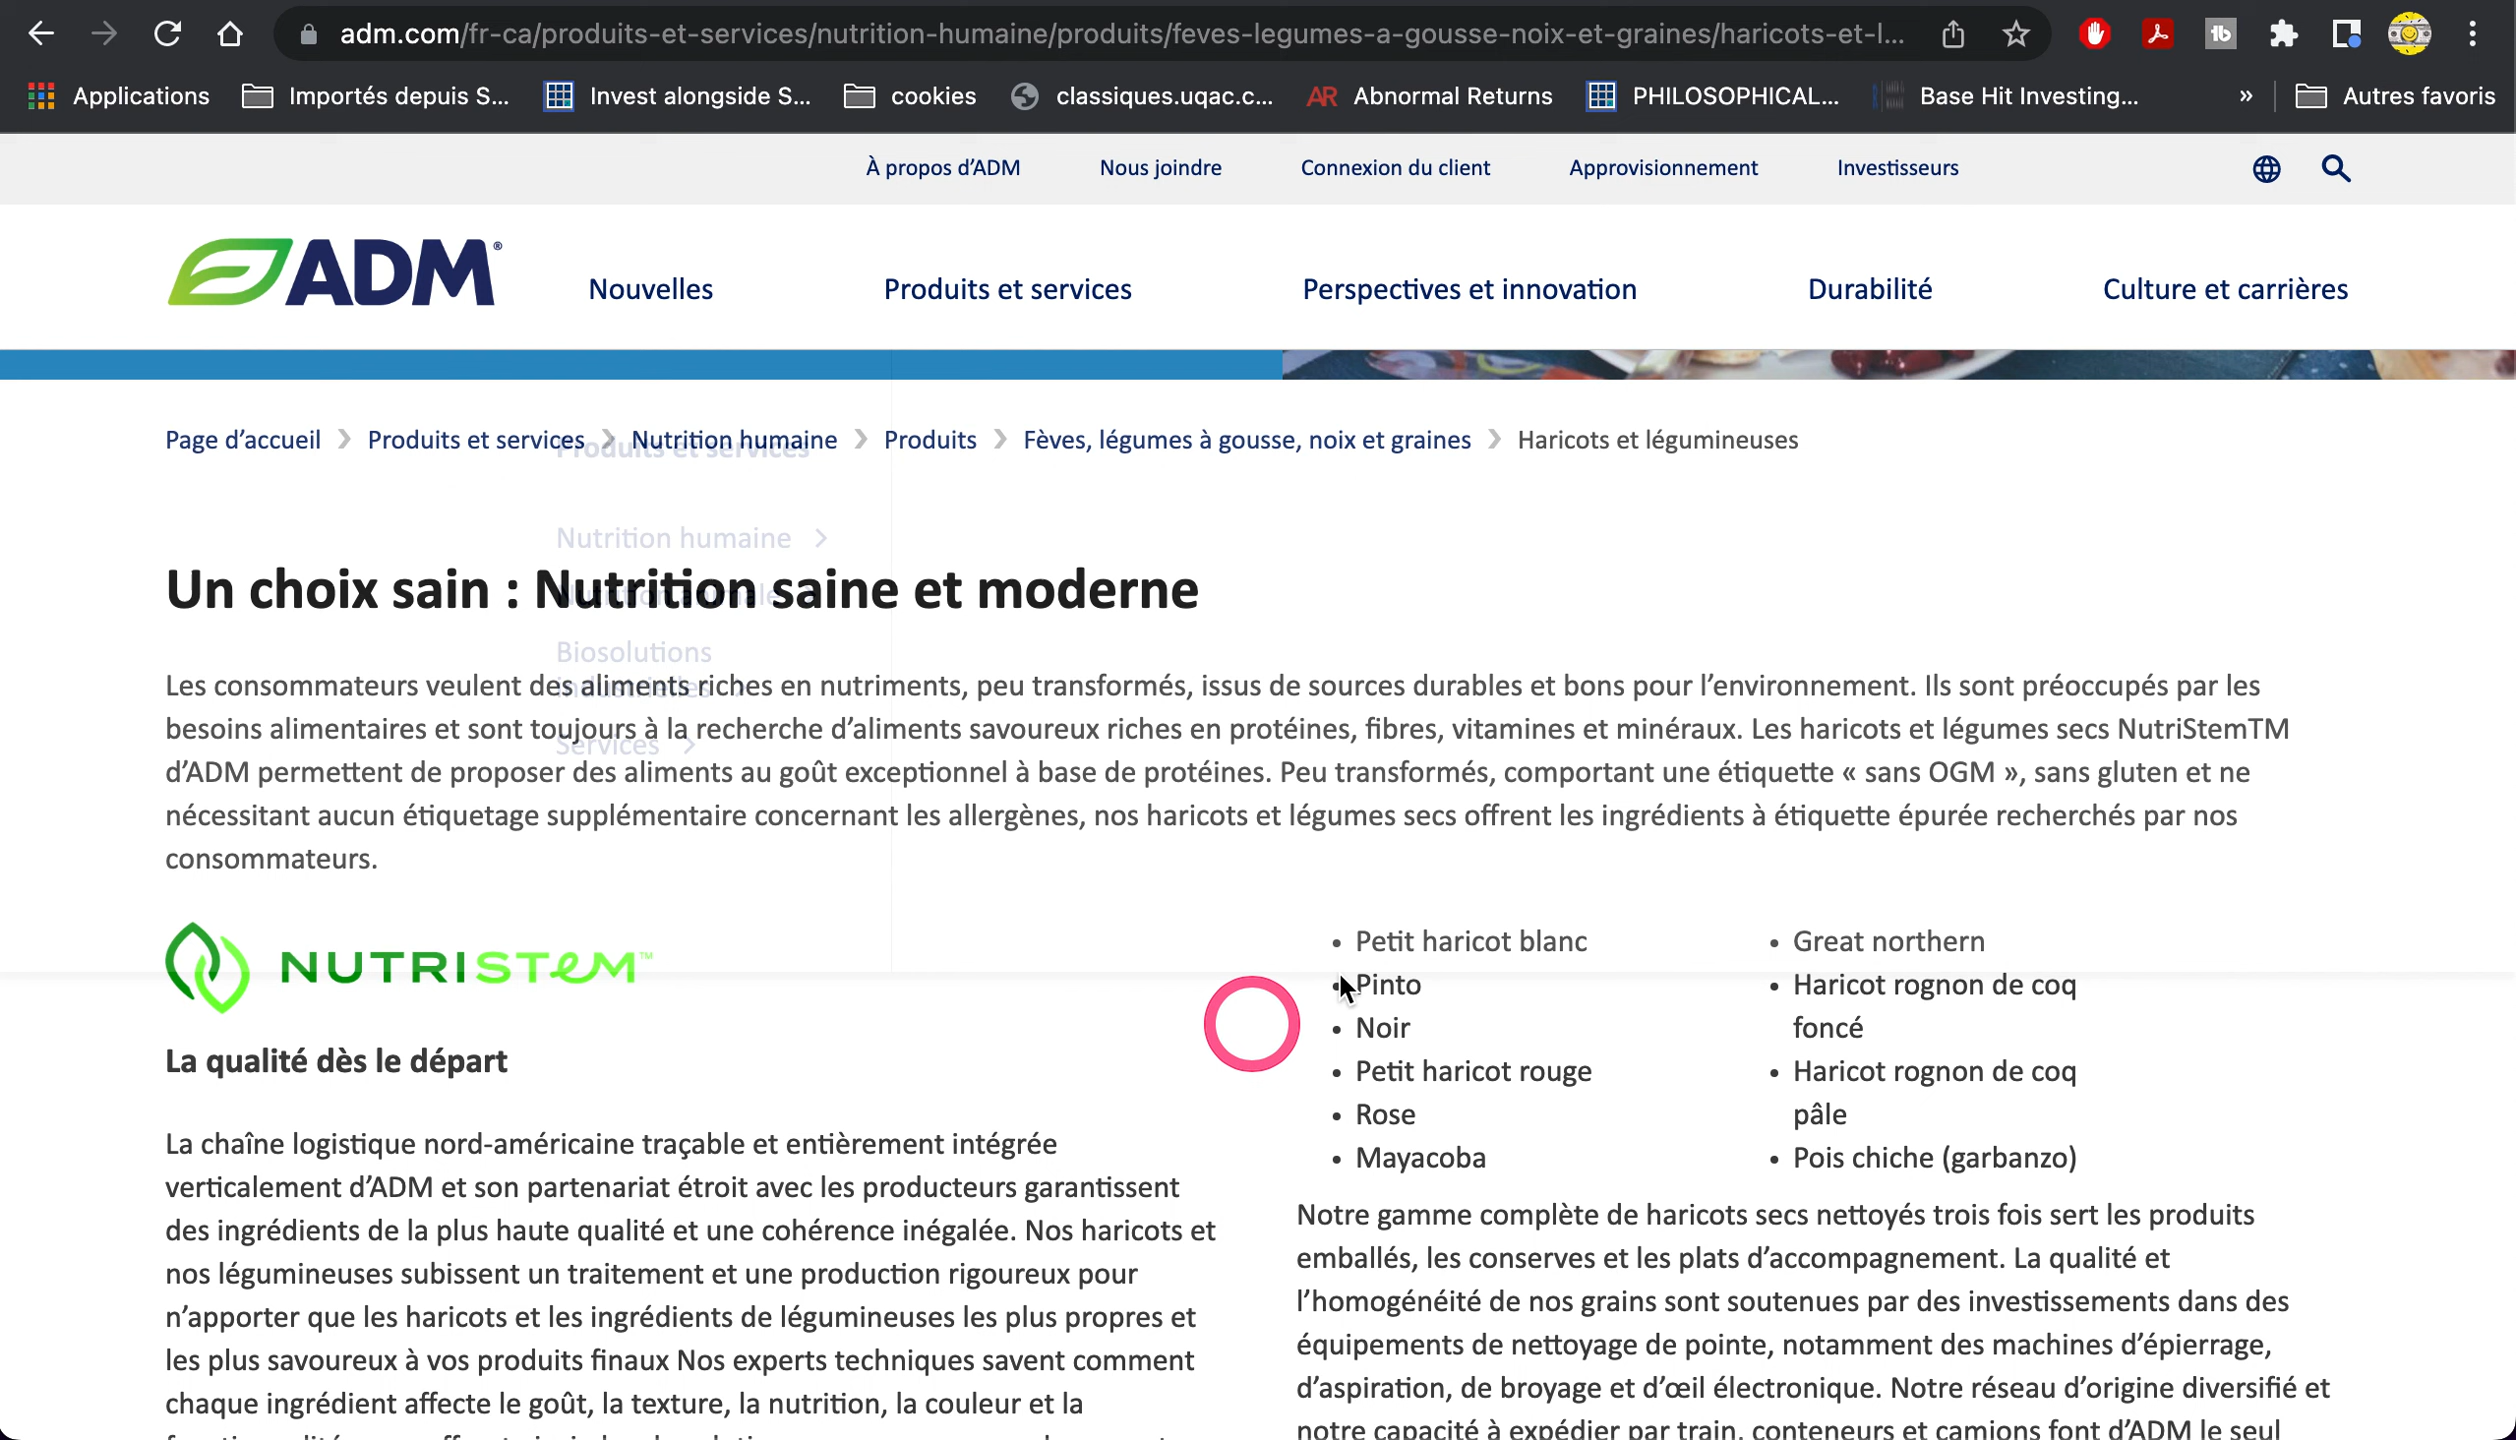 adm.com/fr-ca/produits-et-services/nutrition-humaine/produits/feves-legumes-a-gousse-noix-et-graines/haricots-et-l...
Applications
Importés depuis S...
Invest alongside S...
cookies
classiques.uqac.c...
AR Abnormal Returns
PHILOSOPHICAL...
Base Hit Investing...
»
Autres favoris
À propos d’ADM
Nous joindre
Connexion du client
Approvisionnement
Investisseurs
ADM®
Nouvelles
Produits et services
Perspectives et innovation
Durabilité
Culture et carrières
Page d’accueil > Produits et services > Nutrition humaine > Produits > Fèves, légumes à gousse, noix et graines > Haricots et légumineuses
Produits et services
Nutrition humaine >
Un choix sain : Nutrition saine et moderne
Nutrition animale
Biosolutions
industrielles
Services >
Les consommateurs veulent des aliments riches en nutriments, peu transformés, issus de sources durables et bons pour l’environnement. Ils sont préoccupés par les
besoins alimentaires et sont toujours à la recherche d’aliments savoureux riches en protéines, fibres, vitamines et minéraux. Les haricots et légumes secs NutriStemTM
d’ADM permettent de proposer des aliments au goût exceptionnel à base de protéines. Peu transformés, comportant une étiquette « sans OGM », sans gluten et ne
nécessitant aucun étiquetage supplémentaire concernant les allergènes, nos haricots et légumes secs offrent les ingrédients à étiquette épurée recherchés par nos
consommateurs.
NUTRISTEM™
La qualité dès le départ
La chaîne logistique nord-américaine traçable et entièrement intégrée
verticalement d’ADM et son partenariat étroit avec les producteurs garantissent
des ingrédients de la plus haute qualité et une cohérence inégalée. Nos haricots et
nos légumineuses subissent un traitement et une production rigoureux pour
n’apporter que les haricots et les ingrédients de légumineuses les plus propres et
les plus savoureux à vos produits finaux Nos experts techniques savent comment
chaque ingrédient affecte le goût, la texture, la nutrition, la couleur et la
• Petit haricot blanc
• Pinto
• Noir
• Petit haricot rouge
• Rose
• Mayacoba
• Great northern
• Haricot rognon de coq
foncé
• Haricot rognon de coq
pâle
• Pois chiche (garbanzo)
Notre gamme complète de haricots secs nettoyés trois fois sert les produits
emballés, les conserves et les plats d’accompagnement. La qualité et
l’homogénéité de nos grains sont soutenues par des investissements dans des
équipements de nettoyage de pointe, notamment des machines d’épierrage,
d’aspiration, de broyage et d’œil électronique. Notre réseau d’origine diversifié et
notre capacité à expédier par train, conteneurs et camions font d’ADM le seul